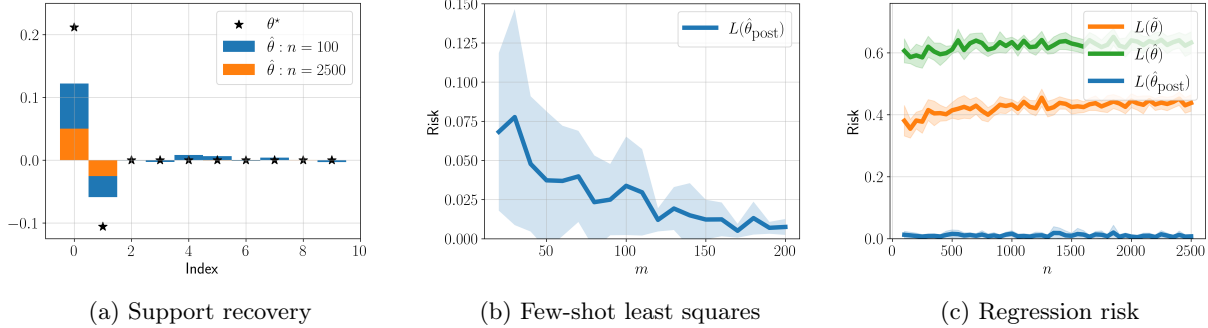 0.2
0.1
0.0
−0.1
0
2
4
6
8
10
Index
θ⋆
θ̂ : n = 100
θ̂ : n = 2500
(a) Support recovery
0.150
0.125
0.100
0.075
0.050
0.025
0.000
Risk
50
100
150
200
m
L(θ̂post)
(b) Few-shot least squares
0.6
0.4
0.2
0.0
Risk
0
500
1000
1500
2000
2500
n
L(θ̃)
L(θ̂)
L(θ̂post)
(c) Regression risk